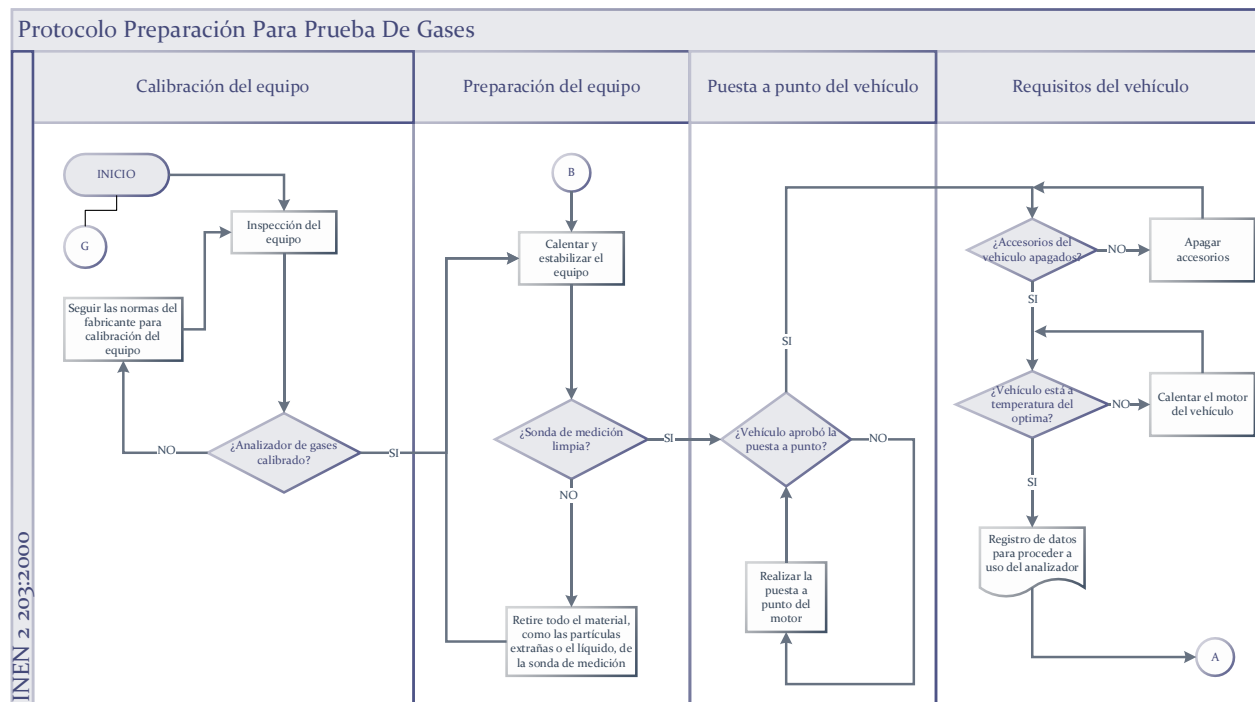 Protocolo Preparación Para Prueba De Gases
INEN 2 203:2000
Calibración del equipo
Preparación del equipo
Puesta a punto del vehículo
Requisitos del vehículo
INICIO
G
Inspección del
equipo
Seguir las normas del
fabricante para
calibración del
equipo
NO
¿Analizador de gases
calibrado?
SI
B
Calentar y
estabilizar el
equipo
¿Sonda de medición
limpia?
SI
NO
Retire todo el material,
como las partículas
extrañas o el líquido, de
la sonda de medición
SI
¿Vehículo aprobó la
puesta a punto?
NO
Realizar la
puesta a
punto del
motor
¿Accesorios del
vehiculo apagados?
NO
Apagar
accesorios
SI
¿Vehículo está a
temperatura del
optima?
NO
Calentar el motor
del vehículo
SI
Registro de datos
para proceder a
uso del analizador
A